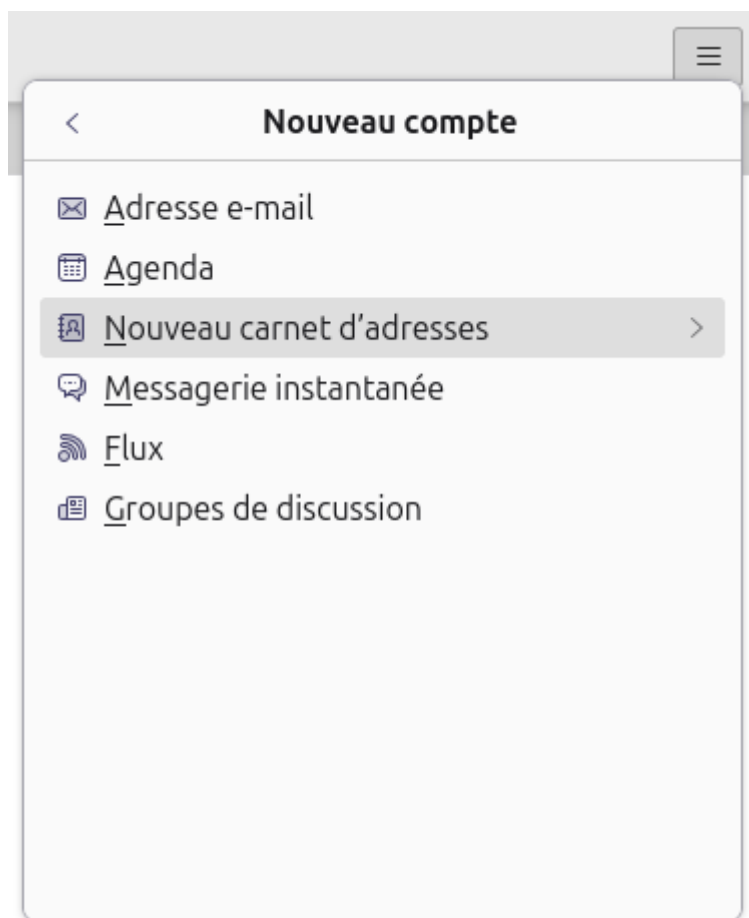 Nouveau compte
Adresse e-mail
Agenda
Nouveau carnet d’adresses
Messagerie instantanée
Flux
Groupes de discussion